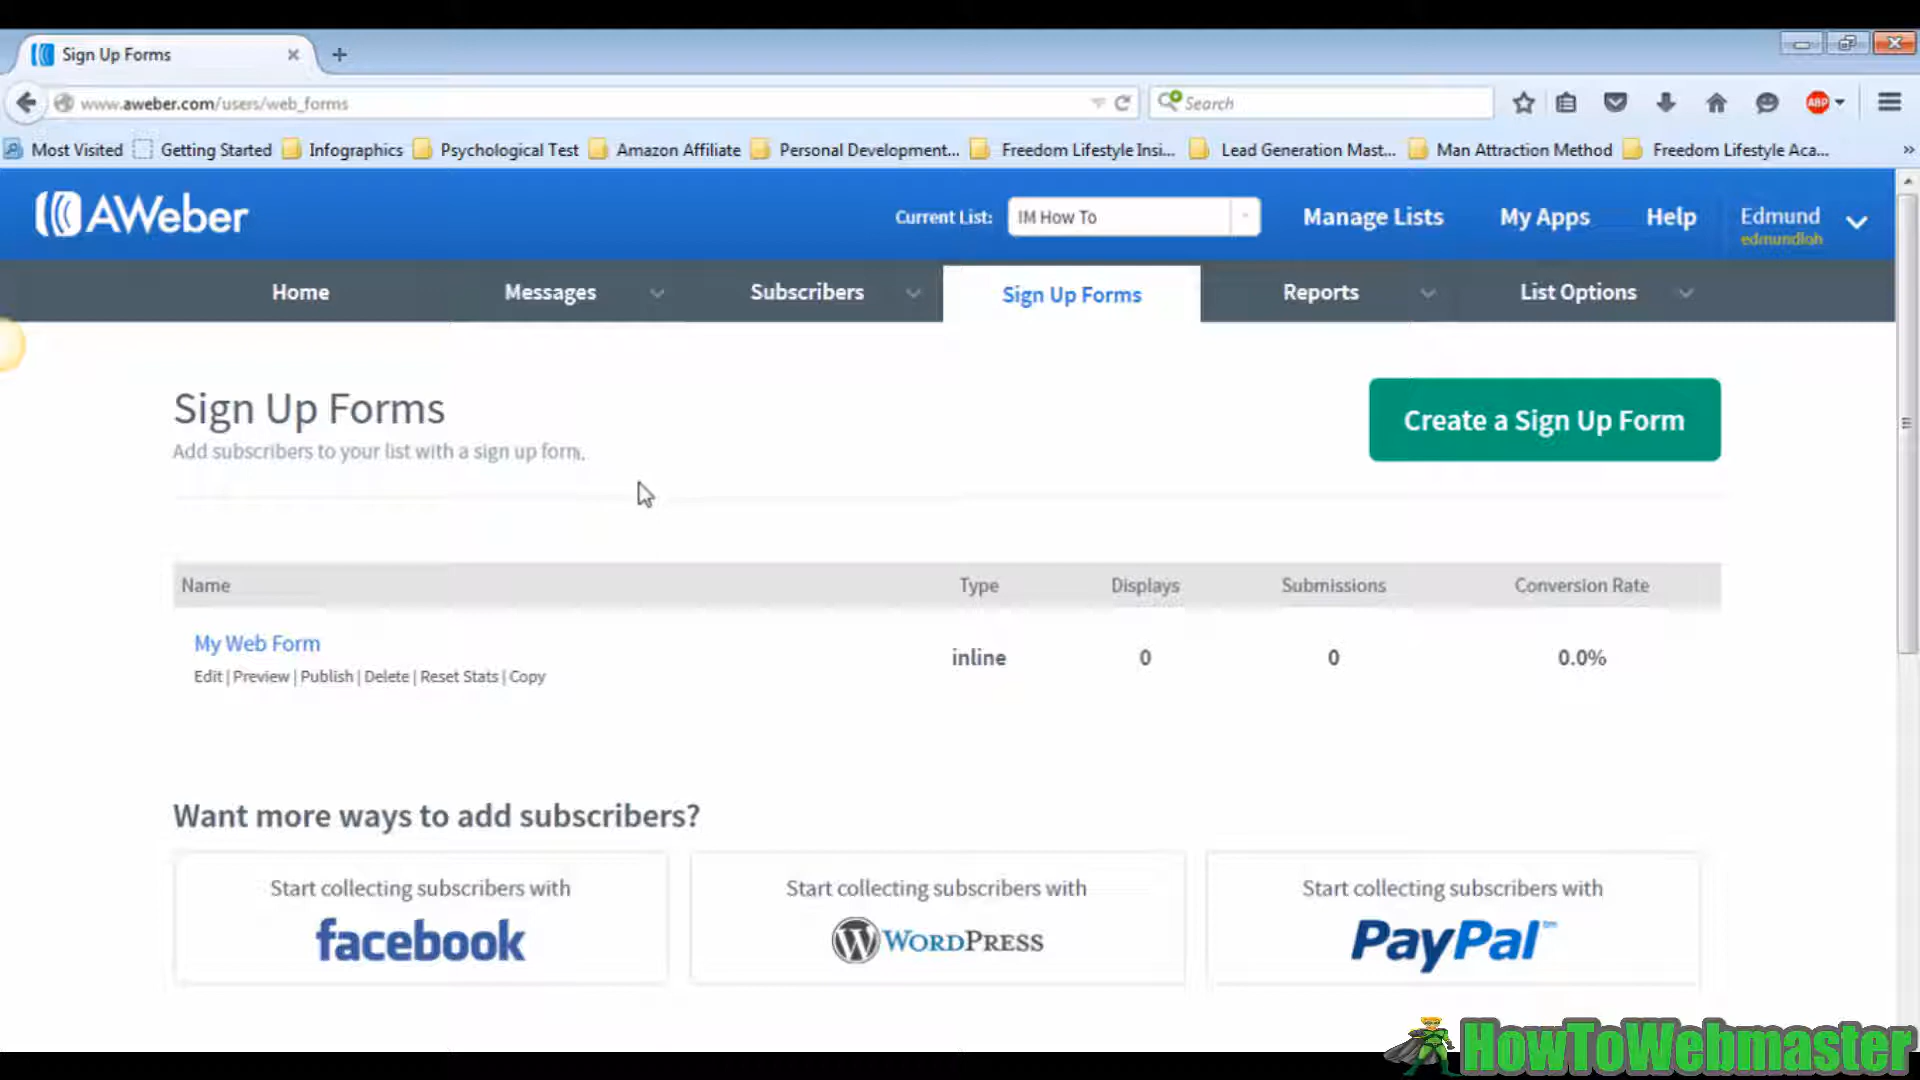 Sign Up Forms
www.aweber.com/users/web_forms
Search
ABP
Most Visited Getting Started Infographics Psychological Test Amazon Affiliate Personal Development... Freedom Lifestyle Insi... Lead Generation Mast... Man Attraction Method Freedom Lifestyle Aca... »
AWeber Current List: IM How To Manage Lists My Apps Help Edmund
edmundloh
Home Messages Subscribers Sign Up Forms Reports List Options
Sign Up Forms
Create a Sign Up Form
Add subscribers to your list with a sign up form.
Name Type Displays Submissions Conversion Rate
My Web Form
inline 0 0 0.0%
Edit | Preview | Publish | Delete | Reset Stats | Copy
Want more ways to add subscribers?
Start collecting subscribers with Start collecting subscribers with Start collecting subscribers with
facebook WordPress PayPal
HowToWebmaster